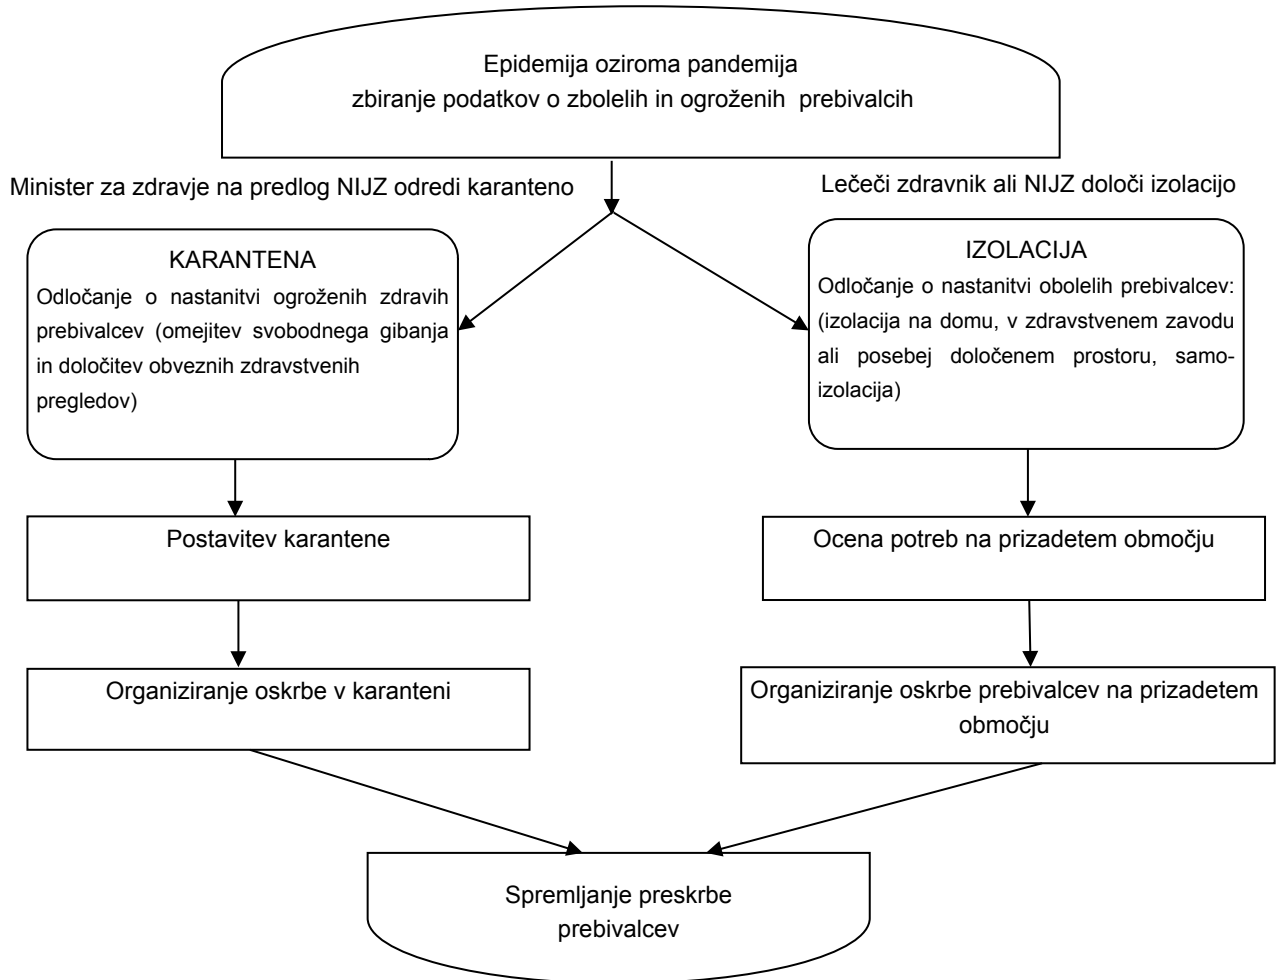 Epidemija oziroma pandemija
zbiranje podatkov o zbolelih in ogroženih prebivalcih
Minister za zdravje na predlog NIJZ odredi karanteno
Lečeči zdravnik ali NIJZ določi izolacijo
KARANTENA
Odločanje o nastanitvi ogroženih zdravih
prebivalcev (omejitev svobodnega gibanja
in določitev obveznih zdravstvenih
pregledov)
IZOLACIJA
Odločanje o nastanitvi obolelih prebivalcev:
(izolacija na domu, v zdravstvenem zavodu
ali posebej določenem prostoru, samo-
izolacija)
Postavitev karantene
Ocena potreb na prizadetem območju
Organiziranje oskrbe v karanteni
Organiziranje oskrbe prebivalcev na prizadetem
območju
Spremljanje preskrbe
prebivalcev